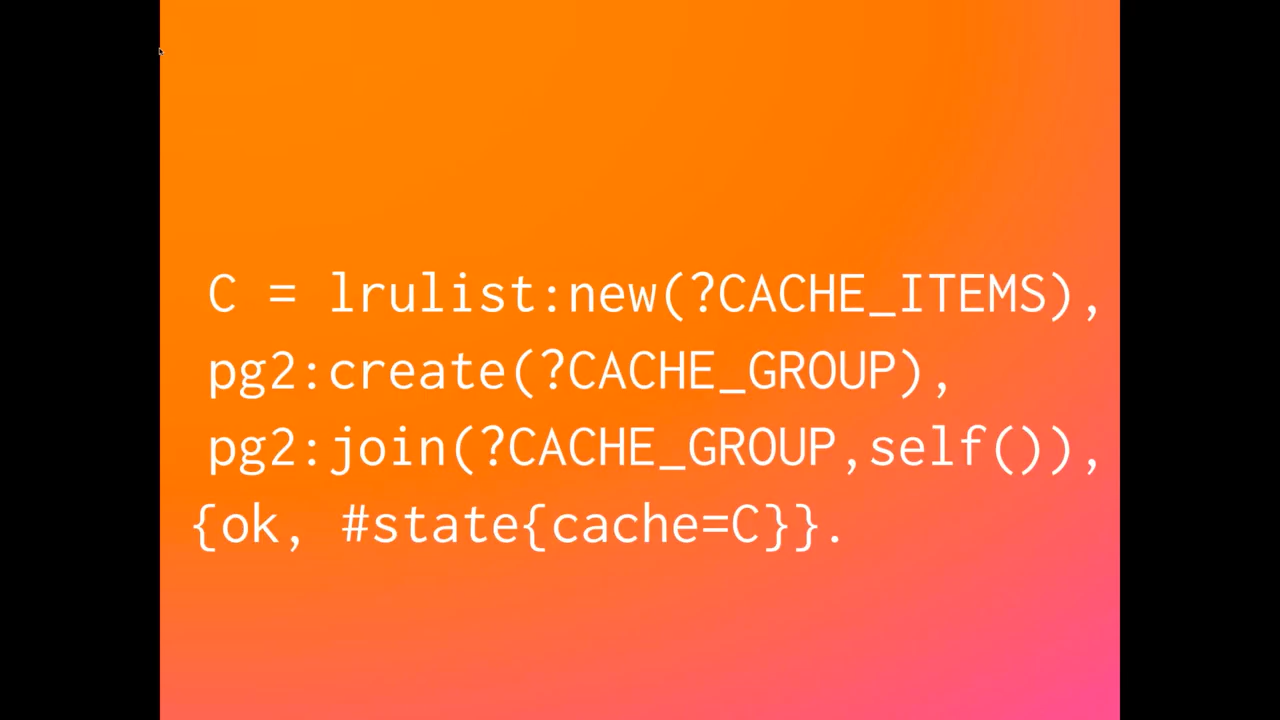 C = lrulist:new(?CACHE_ITEMS),
pg2:create(?CACHE_GROUP),
pg2:join(?CACHE_GROUP,self()),
{ok, #state{cache=C}}.